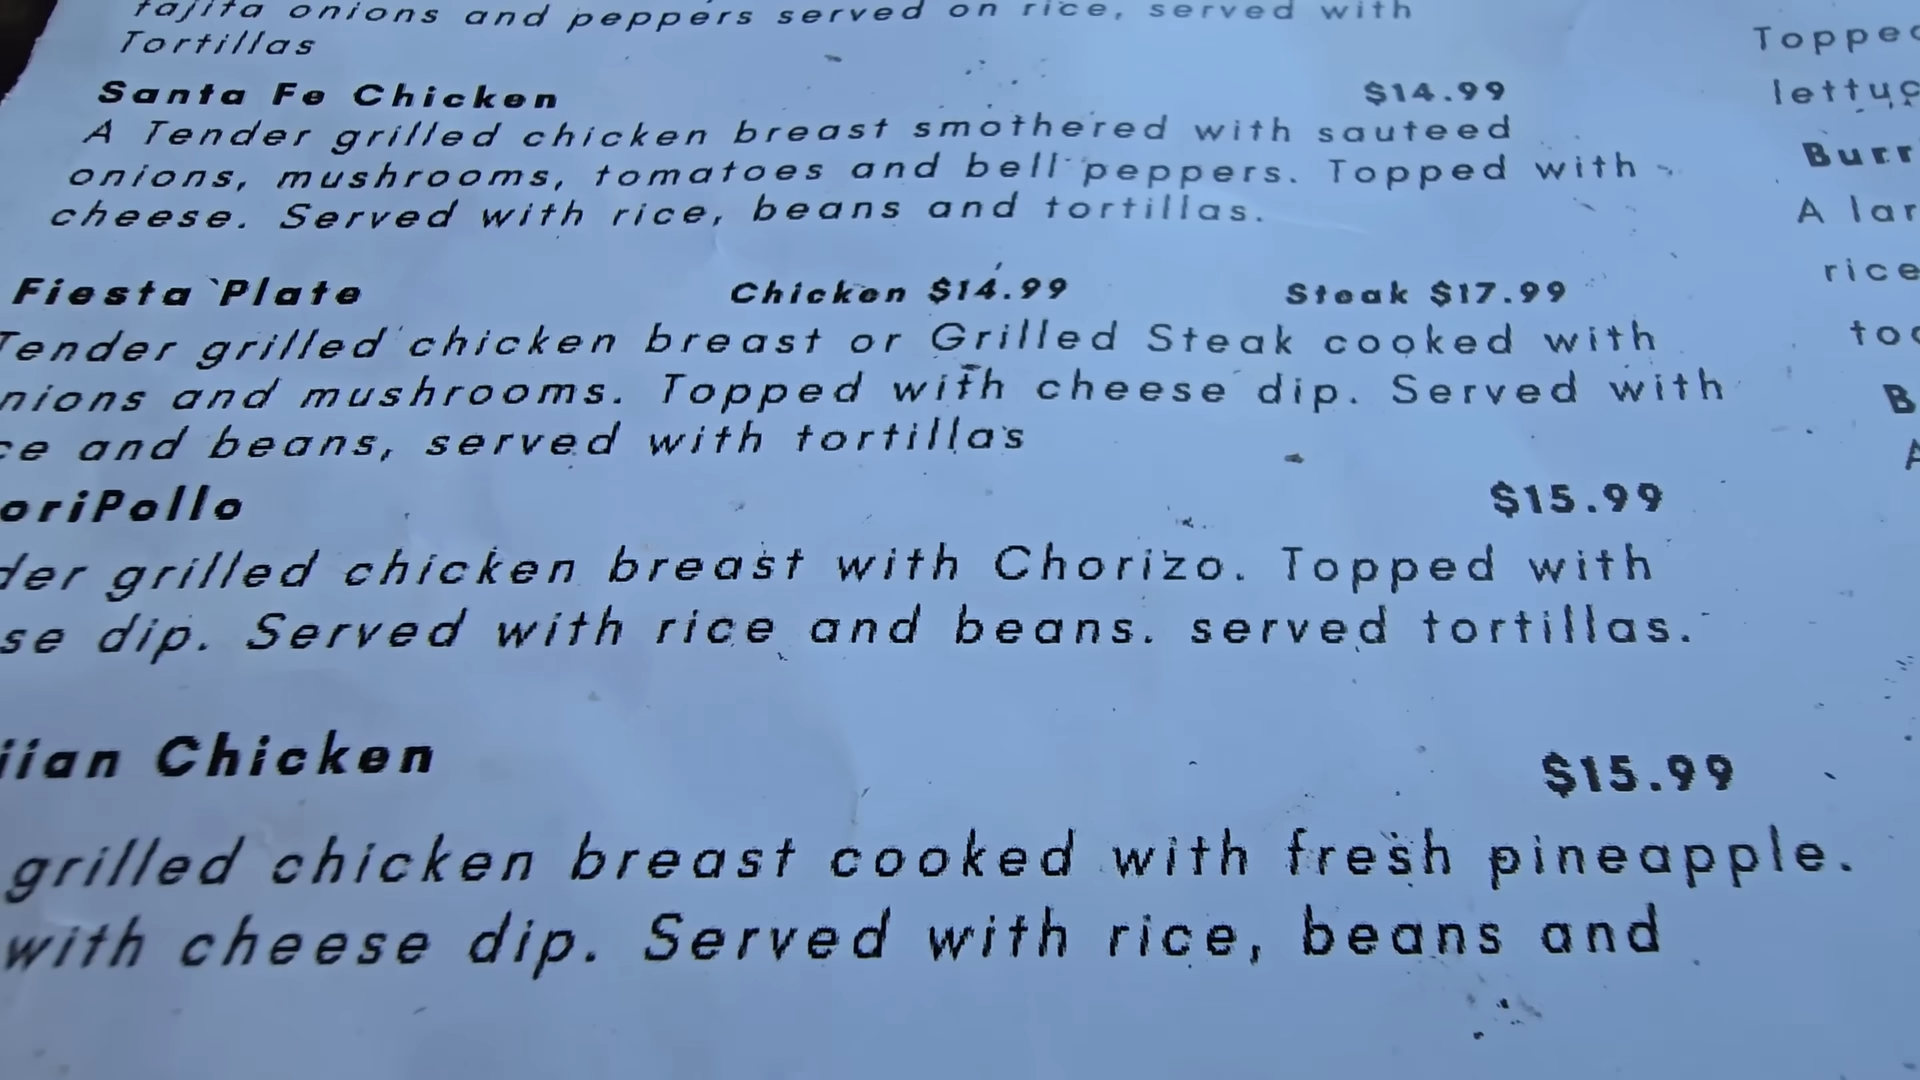 fajita onions and peppers served on rice, served with
Tortillas
Santa Fe Chicken $14.99
A Tender grilled chicken breast smothered with sauteed
onions, mushrooms, tomatoes and bell peppers. Topped with
cheese. Served with rice, beans and tortillas.
Fiesta Plate Chicken $14.99 Steak $17.99
Tender grilled chicken breast or Grilled Steak cooked with
nions and mushrooms. Topped with cheese dip. Served with
ce and beans, served with tortillas
oriPollo $15.99
der grilled chicken breast with Chorizo. Topped with
se dip. Served with rice and beans. served tortillas.
iian Chicken $15.99
grilled chicken breast cooked with fresh pineapple.
with cheese dip. Served with rice, beans and
Topped
lettuc
Burr
A lar
rice
B
A